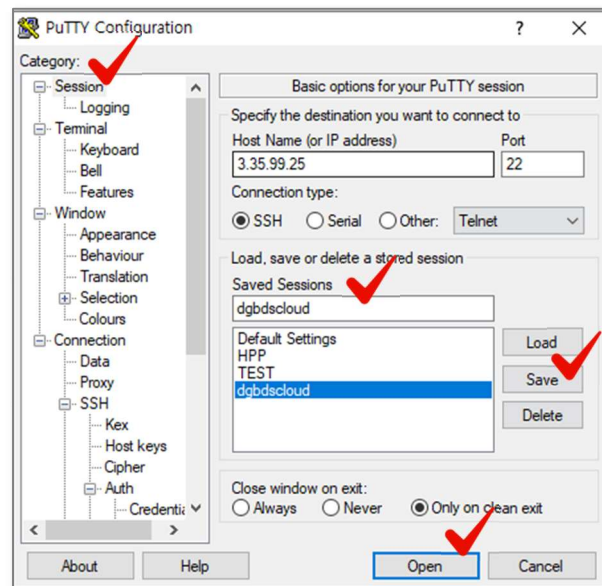 PuTTY Configuration
Category:
Session
Logging
Terminal
Keyboard
Bell
Features
Window
Appearance
Behaviour
Translation
Selection
Colours
Connection
Data
Proxy
SSH
Kex
Host keys
Cipher
Auth
Credentia
Basic options for your PuTTY session
Specify the destination you want to connect to
Host Name (or IP address) Port
3.35.99.25 22
Connection type:
SSH Serial Other: Telnet
Load, save or delete a stored session
Saved Sessions
dgbdscloud
Default Settings
HPP
TEST
dgbdscloud
Load
Save
Delete
Close window on exit:
Always Never Only on clean exit
About Help Open Cancel